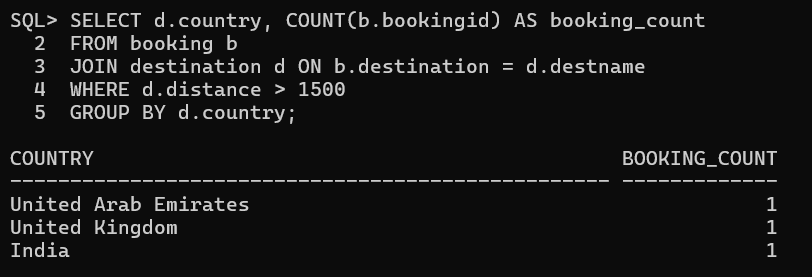 SQL> SELECT d.country, COUNT(b.bookingid) AS booking_count
  2  FROM booking b
  3  JOIN destination d ON b.destination = d.destname
  4  WHERE d.distance > 1500
  5  GROUP BY d.country;

COUNTRY                                            BOOKING_COUNT
-------------------------------------------------- -------------
United Arab Emirates                                           1
United Kingdom                                                 1
India                                                          1